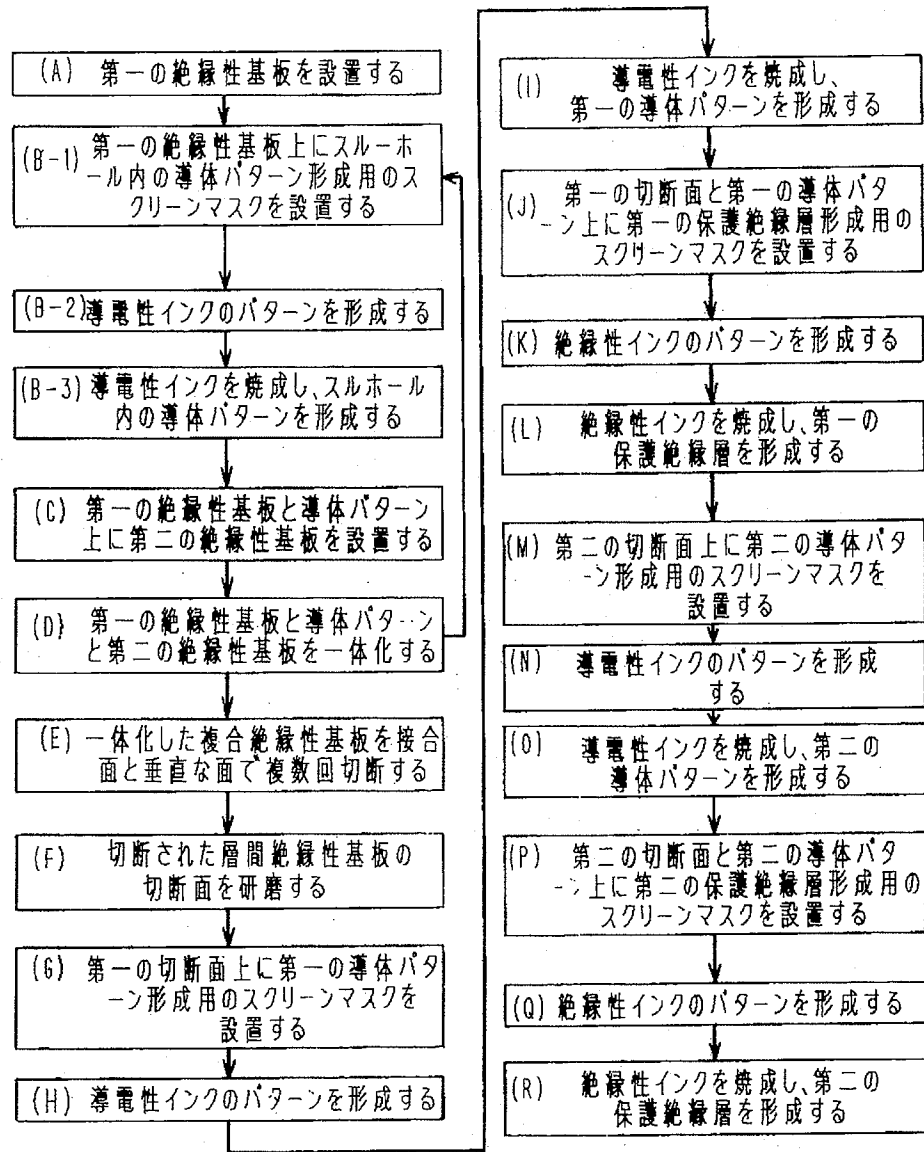 (A) 第一の絶縁性基板を設置する
(B-1) 第一の絶縁性基板上にスルーホ
ール内の導体パターン形成用のス
クリーンマスクを設置する
(B-2) 導電性インクのパターンを形成する
(B-3) 導電性インクを焼成し、スルホール
内の導体パターンを形成する
(C) 第一の絶縁性基板と導体パターン
上に第二の絶縁性基板を設置する
(D) 第一の絶縁性基板と導体パターン
と第二の絶縁性基板を一体化する
(E) 一体化した複合絶縁性基板を接合
面と垂直な面で複数回切断する
(F) 切断された層間絶縁性基板の
切断面を研磨する
(G) 第一の切断面上に第一の導体パタ
ーン形成用のスクリーンマスクを
設置する
(H) 導電性インクのパターンを形成する
(I) 導電性インクを焼成し、
第一の導体パターンを形成する
(J) 第一の切断面と第一の導体パタ
ーン上に第一の保護絶縁層形成用の
スクリーンマスクを設置する
(K) 絶縁性インクのパターンを形成する
(L) 絶縁性インクを焼成し、第一の
保護絶縁層を形成する
(M) 第二の切断面上に第二の導体パタ
ーン形成用のスクリーンマスクを
設置する
(N) 導電性インクのパターンを形成
する
(O) 導電性インクを焼成し、第二の
導体パターンを形成する
(P) 第二の切断面と第二の導体パタ
ーン上に第二の保護絶縁層形成用の
スクリーンマスクを設置する
(Q) 絶縁性インクのパターンを形成する
(R) 絶縁性インクを焼成し、第二の
保護絶縁層を形成する